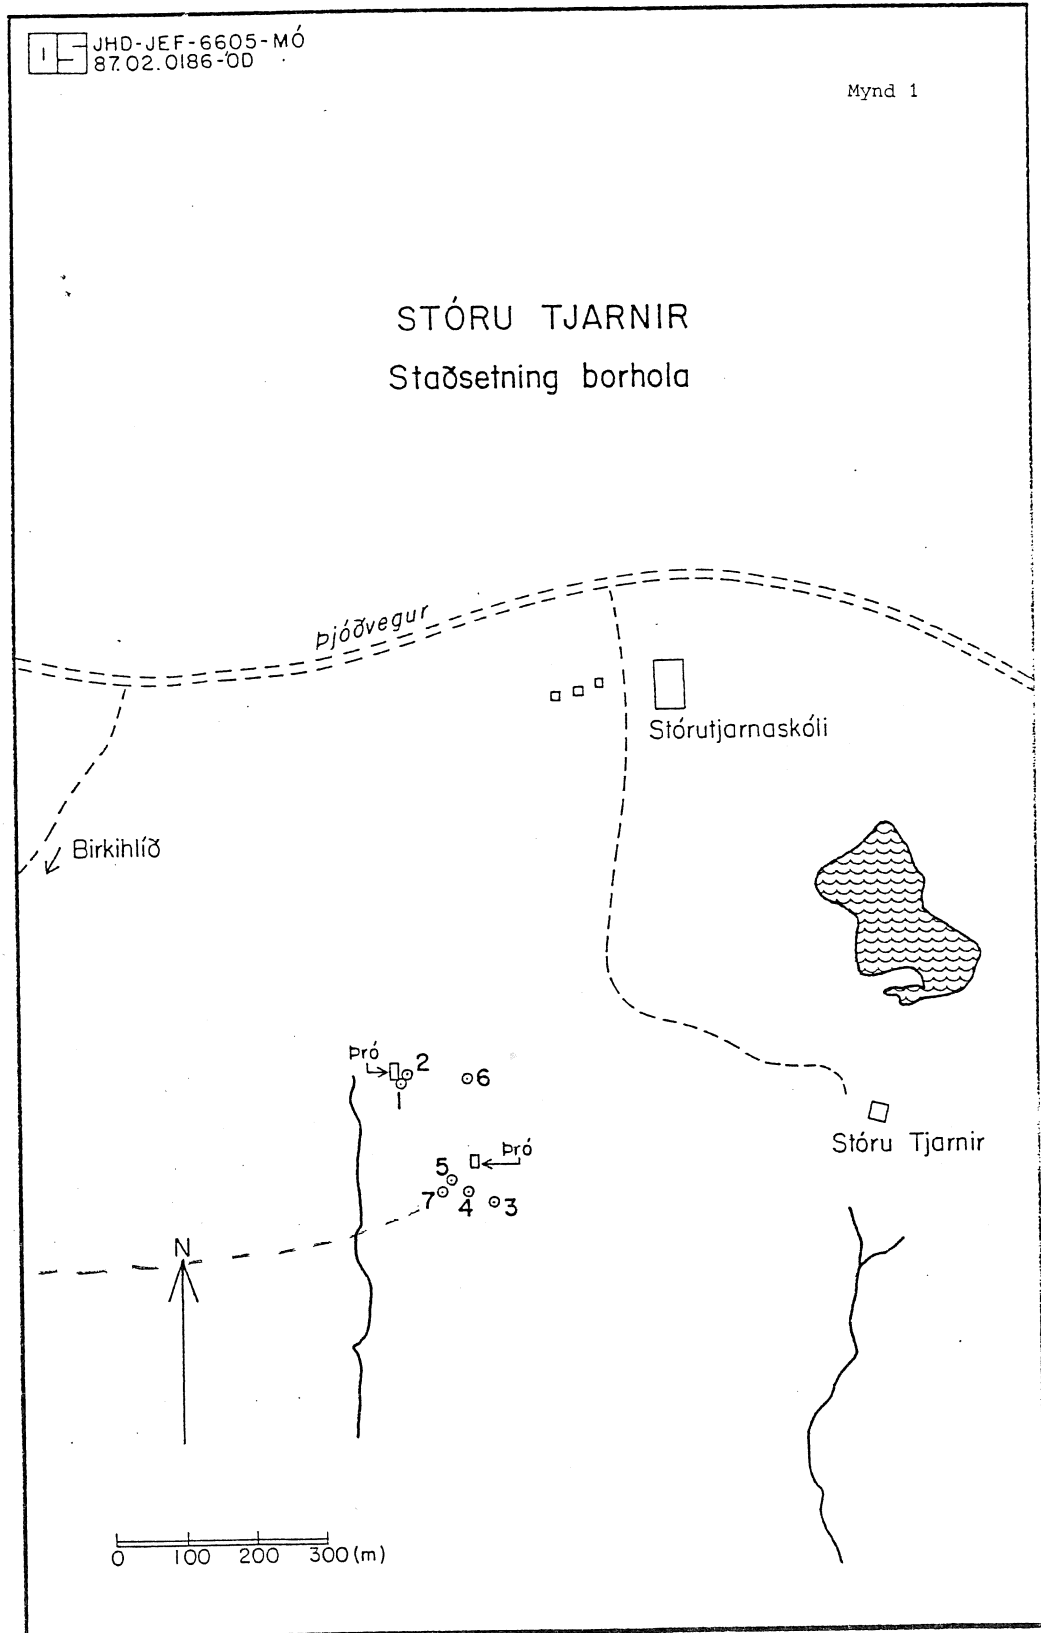 OS JHD-JEF-6605-MÓ
87.02.0186-ÓD
Mynd 1
STÓRU TJARNIR
Staðsetning borhola
Þjóðvegur
Stórutjarnaskóli
Birkihlíð
Þró
2
6
1
Stóru Tjarnir
Þró
5
7
4
3
N
0 100 200 300 (m)